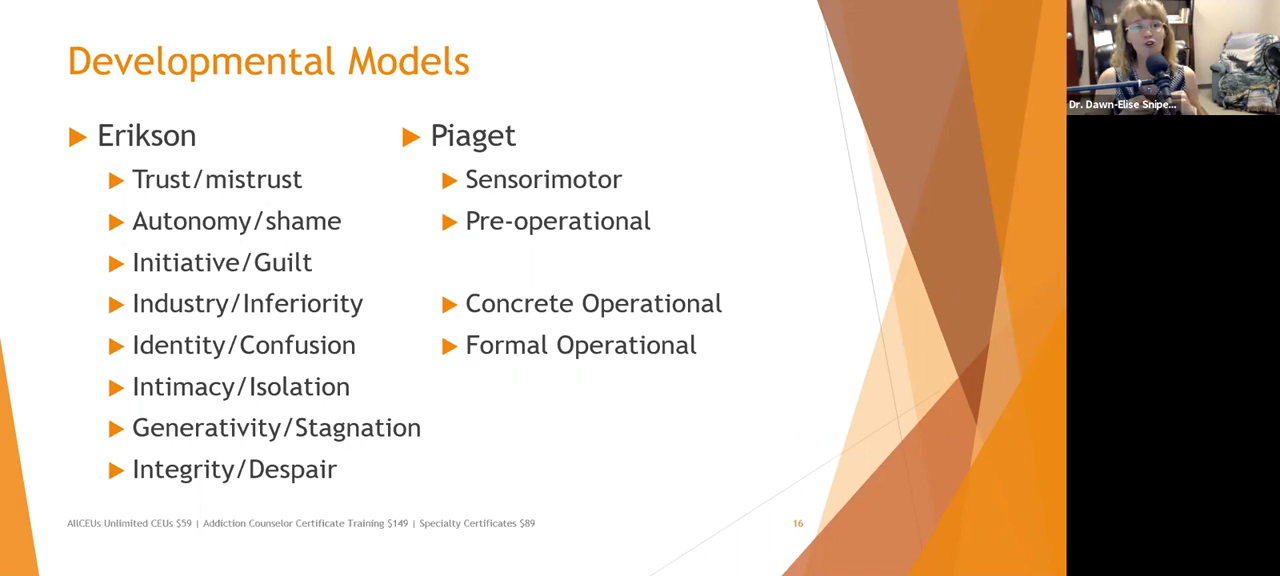 Developmental Models
Erikson
Trust/mistrust
Autonomy/shame
Initiative/Guilt
Industry/Inferiority
Identity/Confusion
Intimacy/Isolation
Generativity/Stagnation
Integrity/Despair
Piaget
Sensorimotor
Pre-operational
Concrete Operational
Formal Operational
AllCEUs Unlimited CEUs $59 | Addiction Counselor Certificate Training $149 | Specialty Certificates $89
16
Dr. Dawn-Elise Snipe...